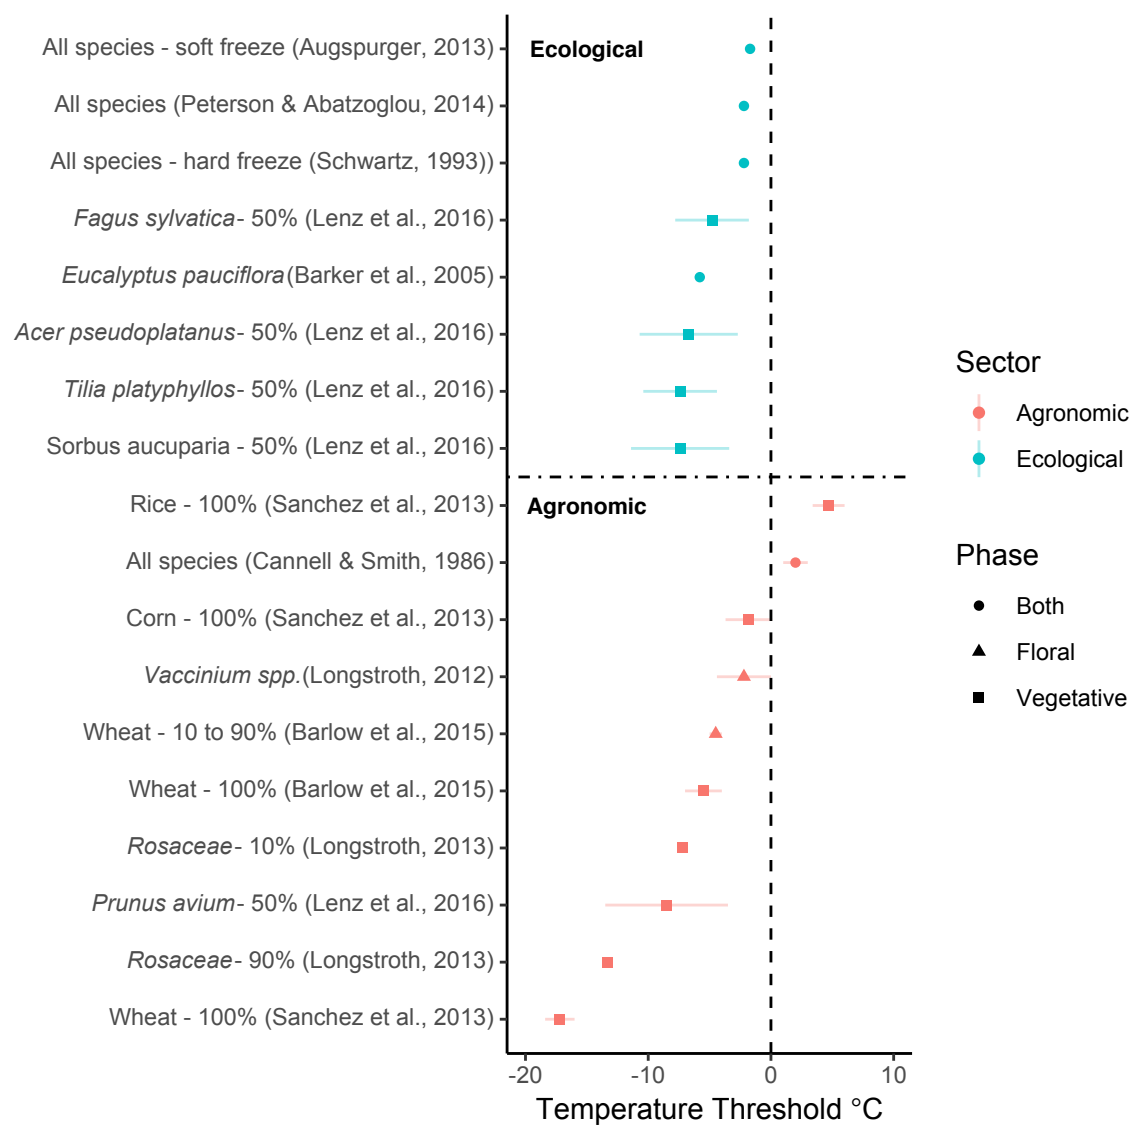 All species - soft freeze (Augspurger, 2013)
Ecological
All species (Peterson & Abatzoglou, 2014)
All species - hard freeze (Schwartz, 1993))
Fagus sylvatica- 50% (Lenz et al., 2016)
Eucalyptus pauciflora(Barker et al., 2005)
Acer pseudoplatanus- 50% (Lenz et al., 2016)
Tilia platyphyllos- 50% (Lenz et al., 2016)
Sorbus aucuparia - 50% (Lenz et al., 2016)
Rice - 100% (Sanchez et al., 2013)
Agronomic
All species (Cannell & Smith, 1986)
Corn - 100% (Sanchez et al., 2013)
Vaccinium spp.(Longstroth, 2012)
Wheat - 10 to 90% (Barlow et al., 2015)
Wheat - 100% (Barlow et al., 2015)
Rosaceae- 10% (Longstroth, 2013)
Prunus avium- 50% (Lenz et al., 2016)
Rosaceae- 90% (Longstroth, 2013)
Wheat - 100% (Sanchez et al., 2013)
-20 -10 0 10
Temperature Threshold °C
Sector
Agronomic
Ecological
Phase
Both
Floral
Vegetative